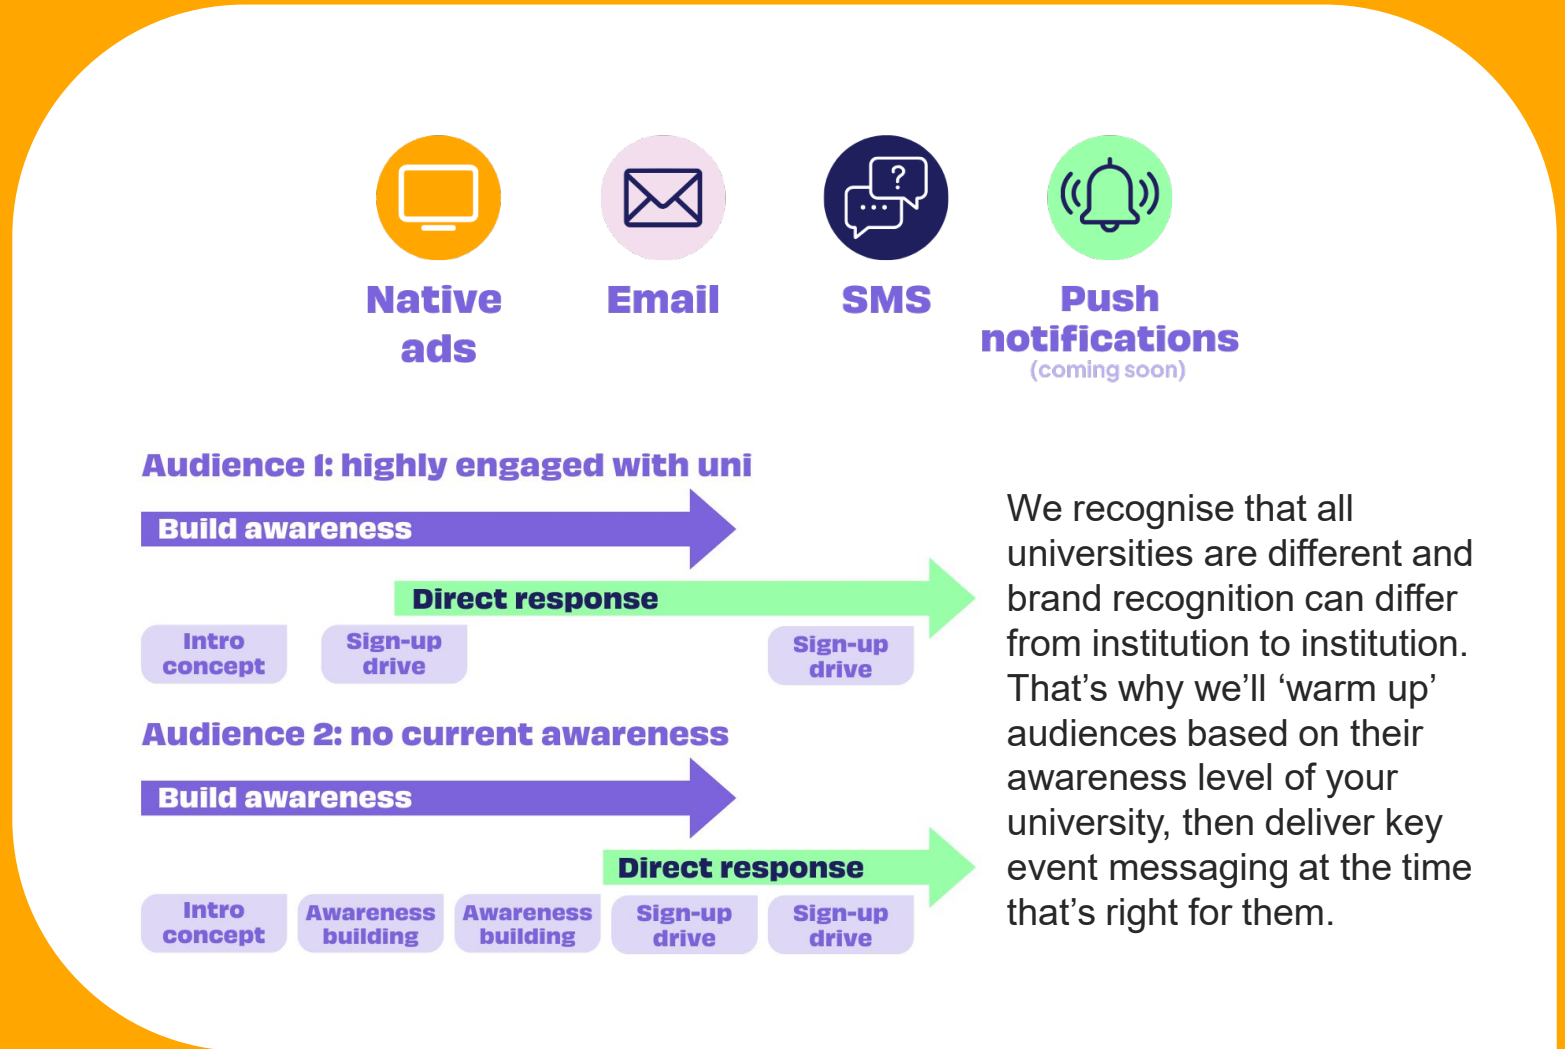 Native
ads
Email
SMS
Push
notifications
(coming soon)
Audience 1: highly engaged with uni
Build awareness
Direct response
Intro
concept
Sign-up
drive
Sign-up
drive
Audience 2: no current awareness
Build awareness
Direct response
Intro
concept
Awareness
building
Awareness
building
Sign-up
drive
Sign-up
drive
We recognise that all
universities are different and
brand recognition can differ
from institution to institution.
That’s why we’ll ‘warm up’
audiences based on their
awareness level of your
university, then deliver key
event messaging at the time
that’s right for them.